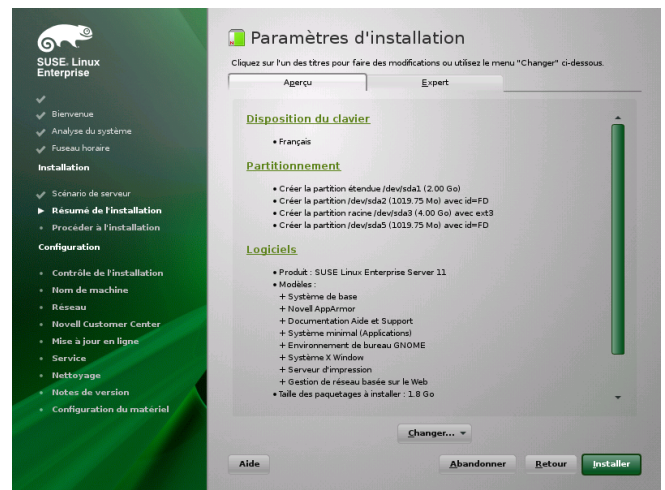 SUSE. Linux
Enterprise
Bienvenue
Analyse du système
Fuseau horaire
Installation
Scénario de serveur
Résumé de l'installation
Procéder à l'installation
Configuration
Contrôle de l'installation
Nom de machine
Réseau
Novell Customer Center
Mise à jour en ligne
Service
Nettoyage
Notes de version
Configuration du matériel
Paramètres d'installation
Cliquez sur l'un des titres pour faire des modifications ou utilisez le menu "Changer" ci-dessous.
Aperçu
Expert
Disposition du clavier
• Français
Partitionnement
• Créer la partition étendue /dev/sda1 (2.00 Go)
• Créer la partition /dev/sda2 (1019.75 Mo) avec id=FD
• Créer la partition racine /dev/sda3 (4.00 Go) avec ext3
• Créer la partition /dev/sda5 (1019.75 Mo) avec id=FD
Logiciels
• Produit : SUSE Linux Enterprise Server 11
• Modèles :
+ Système de base
+ Novell AppArmor
+ Documentation Aide et Support
+ Système minimal (Applications)
+ Environnement de bureau GNOME
+ Système X Window
+ Serveur d'impression
+ Gestion de réseau basée sur le Web
• Taille des paquetages à installer : 1.8 Go
Changer...
Aide
Abandonner
Retour
Installer